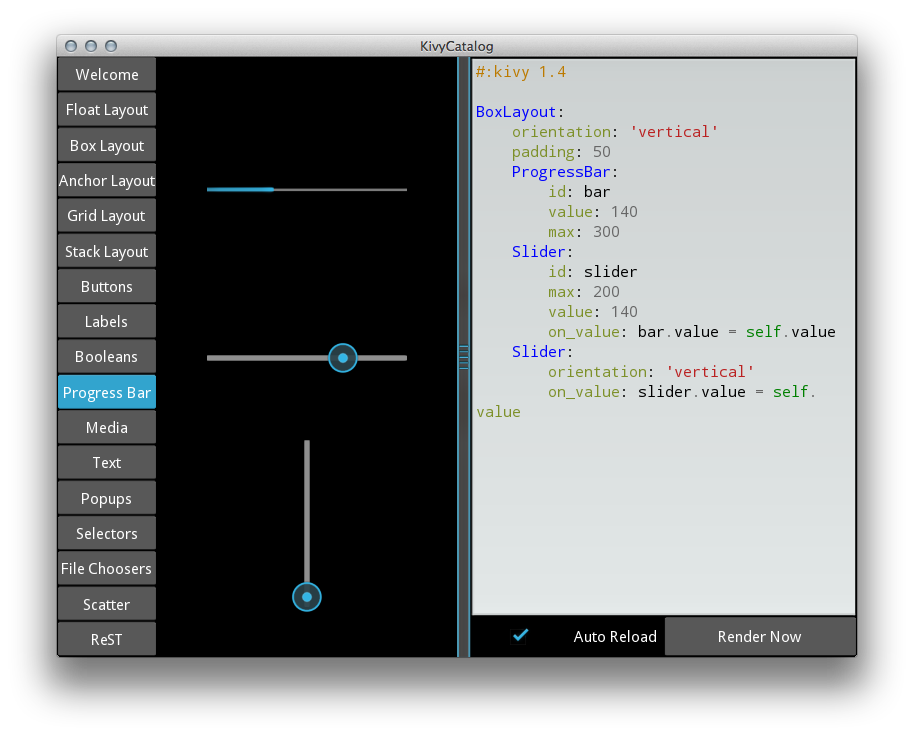 KivyCatalog
Welcome
Float Layout
Box Layout
Anchor Layout
Grid Layout
Stack Layout
Buttons
Labels
Booleans
Progress Bar
Media
Text
Popups
Selectors
File Choosers
Scatter
ReST
#:kivy 1.4
BoxLayout:
    orientation: 'vertical'
    padding: 50
    ProgressBar:
        id: bar
        value: 140
        max: 300
    Slider:
        id: slider
        max: 200
        value: 140
        on_value: bar.value = self.value
    Slider:
        orientation: 'vertical'
        on_value: slider.value = self.
value
Auto Reload
Render Now